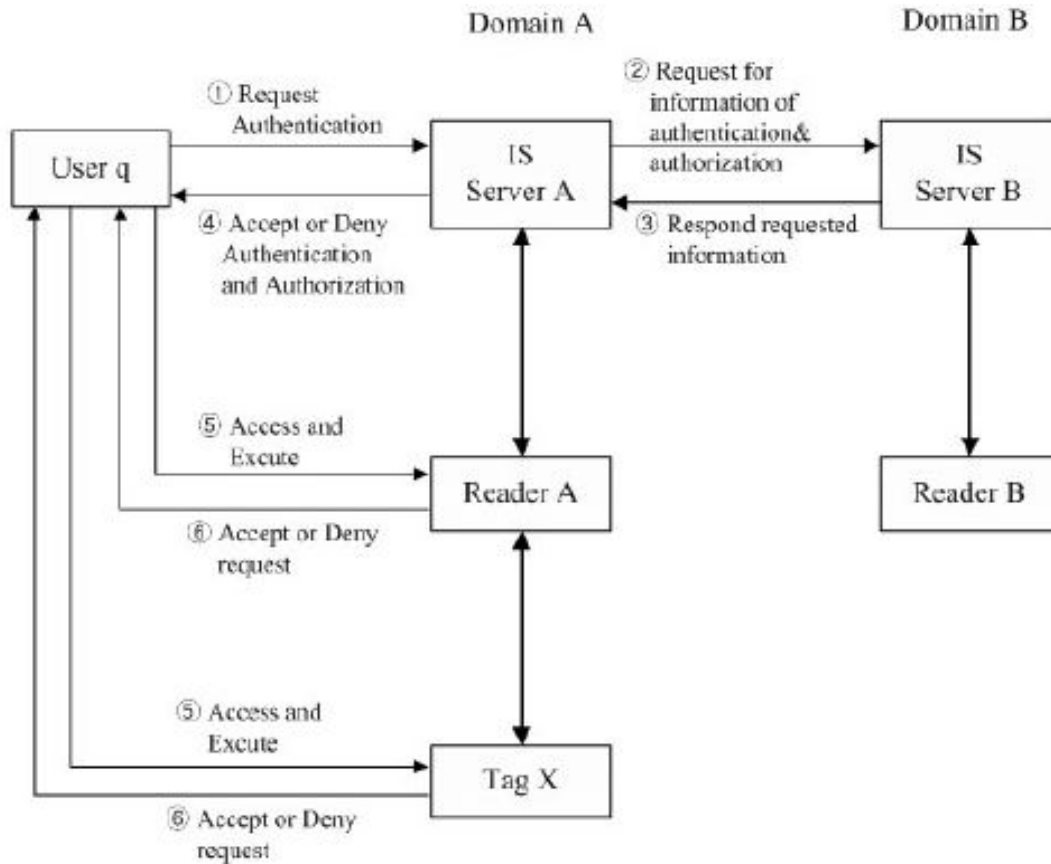 Domain A
Domain B
① Request
Authentication
② Request for
information of
authentication&
authorization
User q
IS
Server A
IS
Server B
④ Accept or Deny
Authentication
and Authorization
③ Respond requested
information
⑤ Access and
Excute
Reader A
Reader B
⑥ Accept or Deny
request
⑤ Access and
Excute
Tag X
⑥ Accept or Deny
request